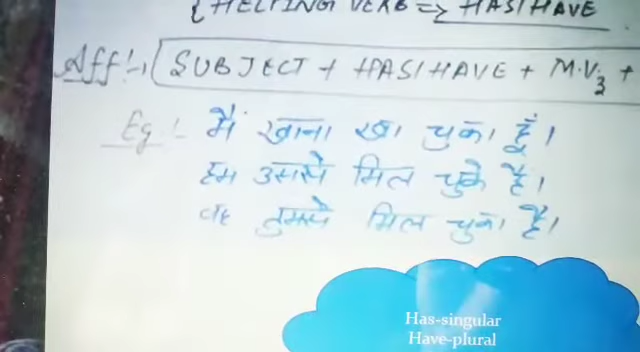 {HELPING VERB => HAS/HAVE
Aff:- SUBJECT + HAS/HAVE + M.V3 +
Eg:- मैं खाना खा चुका हूँ।
हम उससे मिल चुके हैं।
वह तुमसे मिल चुका है।
Has-singular
Have-plural